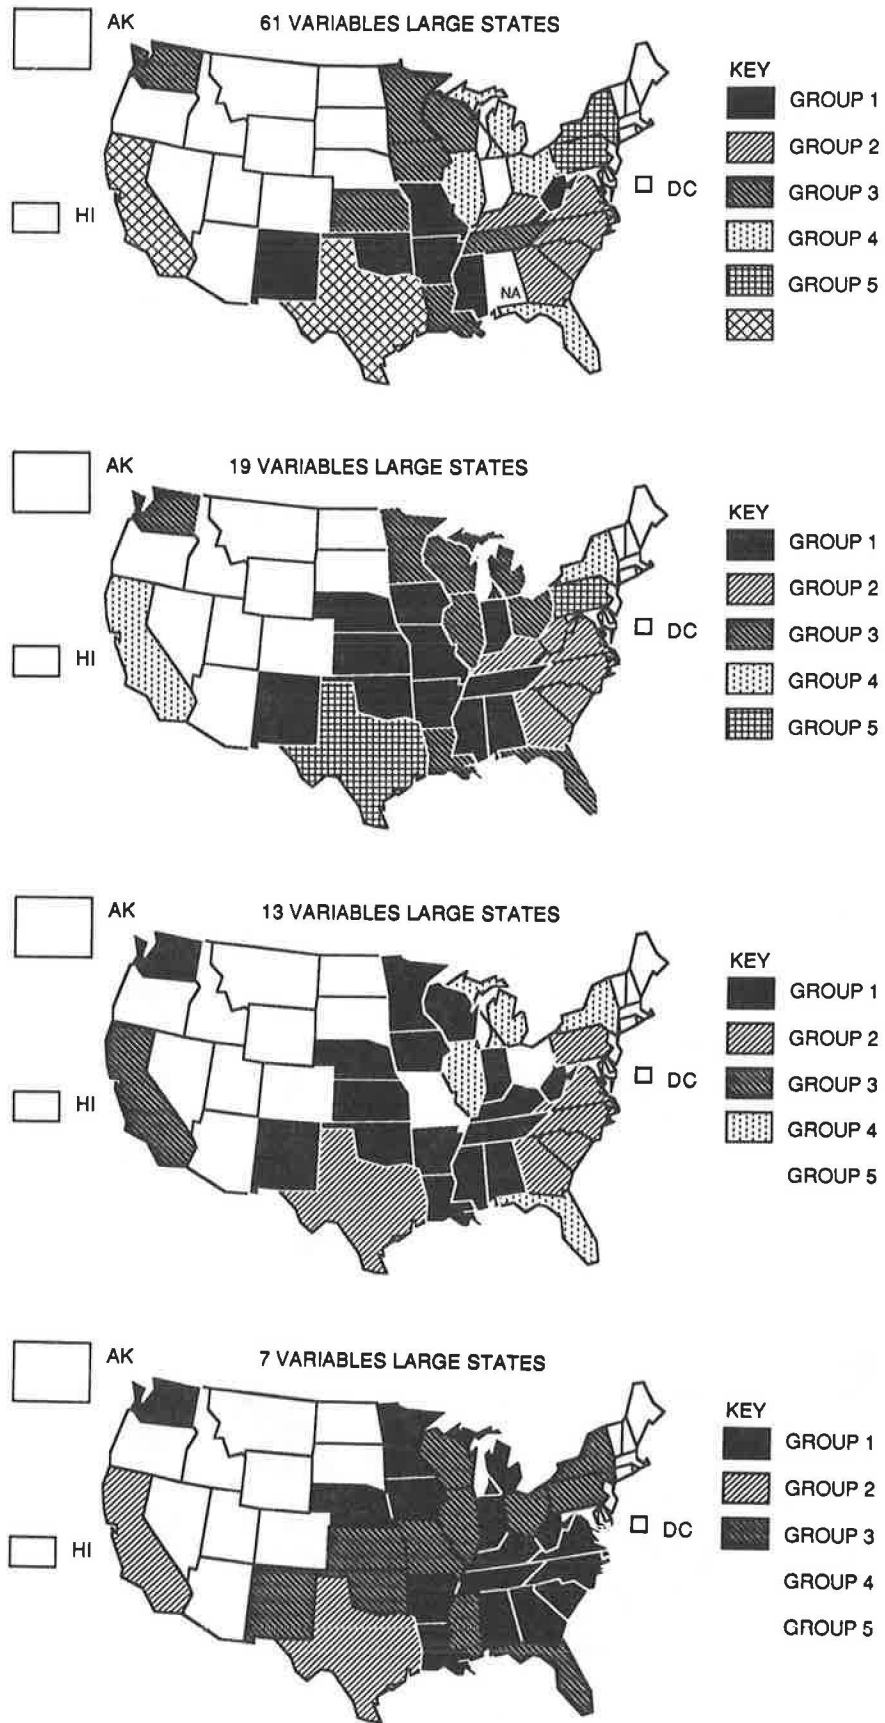 AK
61 VARIABLES LARGE STATES
KEY
GROUP 1
GROUP 2
GROUP 3
GROUP 4
GROUP 5
DC
HI
NA
AK
19 VARIABLES LARGE STATES
KEY
GROUP 1
GROUP 2
GROUP 3
GROUP 4
GROUP 5
DC
HI
AK
13 VARIABLES LARGE STATES
KEY
GROUP 1
GROUP 2
GROUP 3
GROUP 4
GROUP 5
DC
HI
AK
7 VARIABLES LARGE STATES
KEY
GROUP 1
GROUP 2
GROUP 3
GROUP 4
GROUP 5
DC
HI